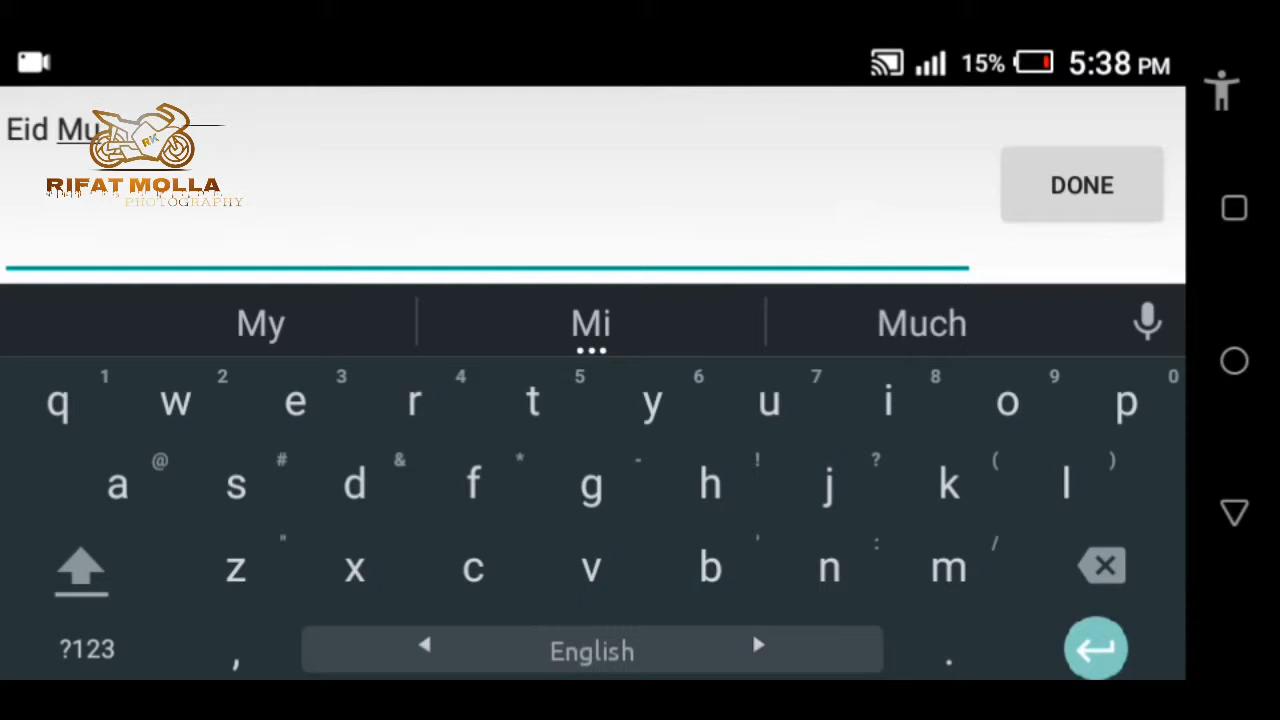 15% 5:38 PM
Eid Mu
RK
RIFAT MOLLA
PHOTOGRAPHY
DONE
My Mi Much
1 2 3 4 5 6 7 8 9 0
q w e r t y u i o p
@ # & * - ! ? ( )
a s d f g h j k l
" ' : /
z x c v b n m
?123 , English .